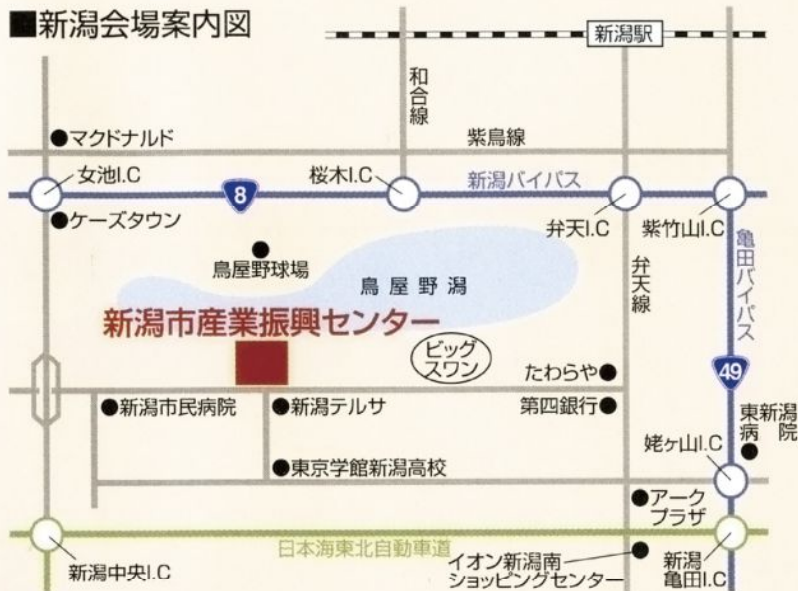 ■新潟会場案内図
新潟駅
和合線
●マクドナルド
紫鳥線
女池I.C
8
桜木I.C
新潟バイパス
弁天I.C
紫竹山I.C
●ケーズタウン
鳥屋野球場
鳥屋野潟
弁天線
亀田バイパス
新潟市産業振興センター
ビッグ
スワン
たわらや●
49
●新潟市民病院
●新潟テルサ
第四銀行●
東新潟
病院
●東京学館新潟高校
姥ヶ山I.C
●アーク
プラザ
日本海東北自動車道
新潟中央I.C
イオン新潟南
ショッピングセンター
新潟
亀田I.C